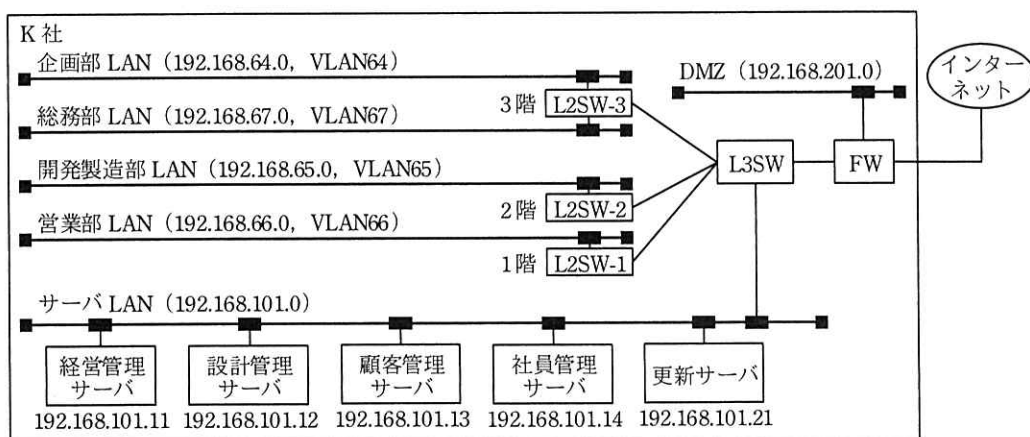 K 社
企画部 LAN（192.168.64.0，VLAN64）
DMZ（192.168.201.0）
インター
ネット
3 階
L2SW-3
総務部 LAN（192.168.67.0，VLAN67）
L3SW
FW
開発製造部 LAN（192.168.65.0，VLAN65）
2 階
L2SW-2
営業部 LAN（192.168.66.0，VLAN66）
1 階
L2SW-1
サーバ LAN（192.168.101.0）
経営管理
サーバ
192.168.101.11
設計管理
サーバ
192.168.101.12
顧客管理
サーバ
192.168.101.13
社員管理
サーバ
192.168.101.14
更新サーバ
192.168.101.21